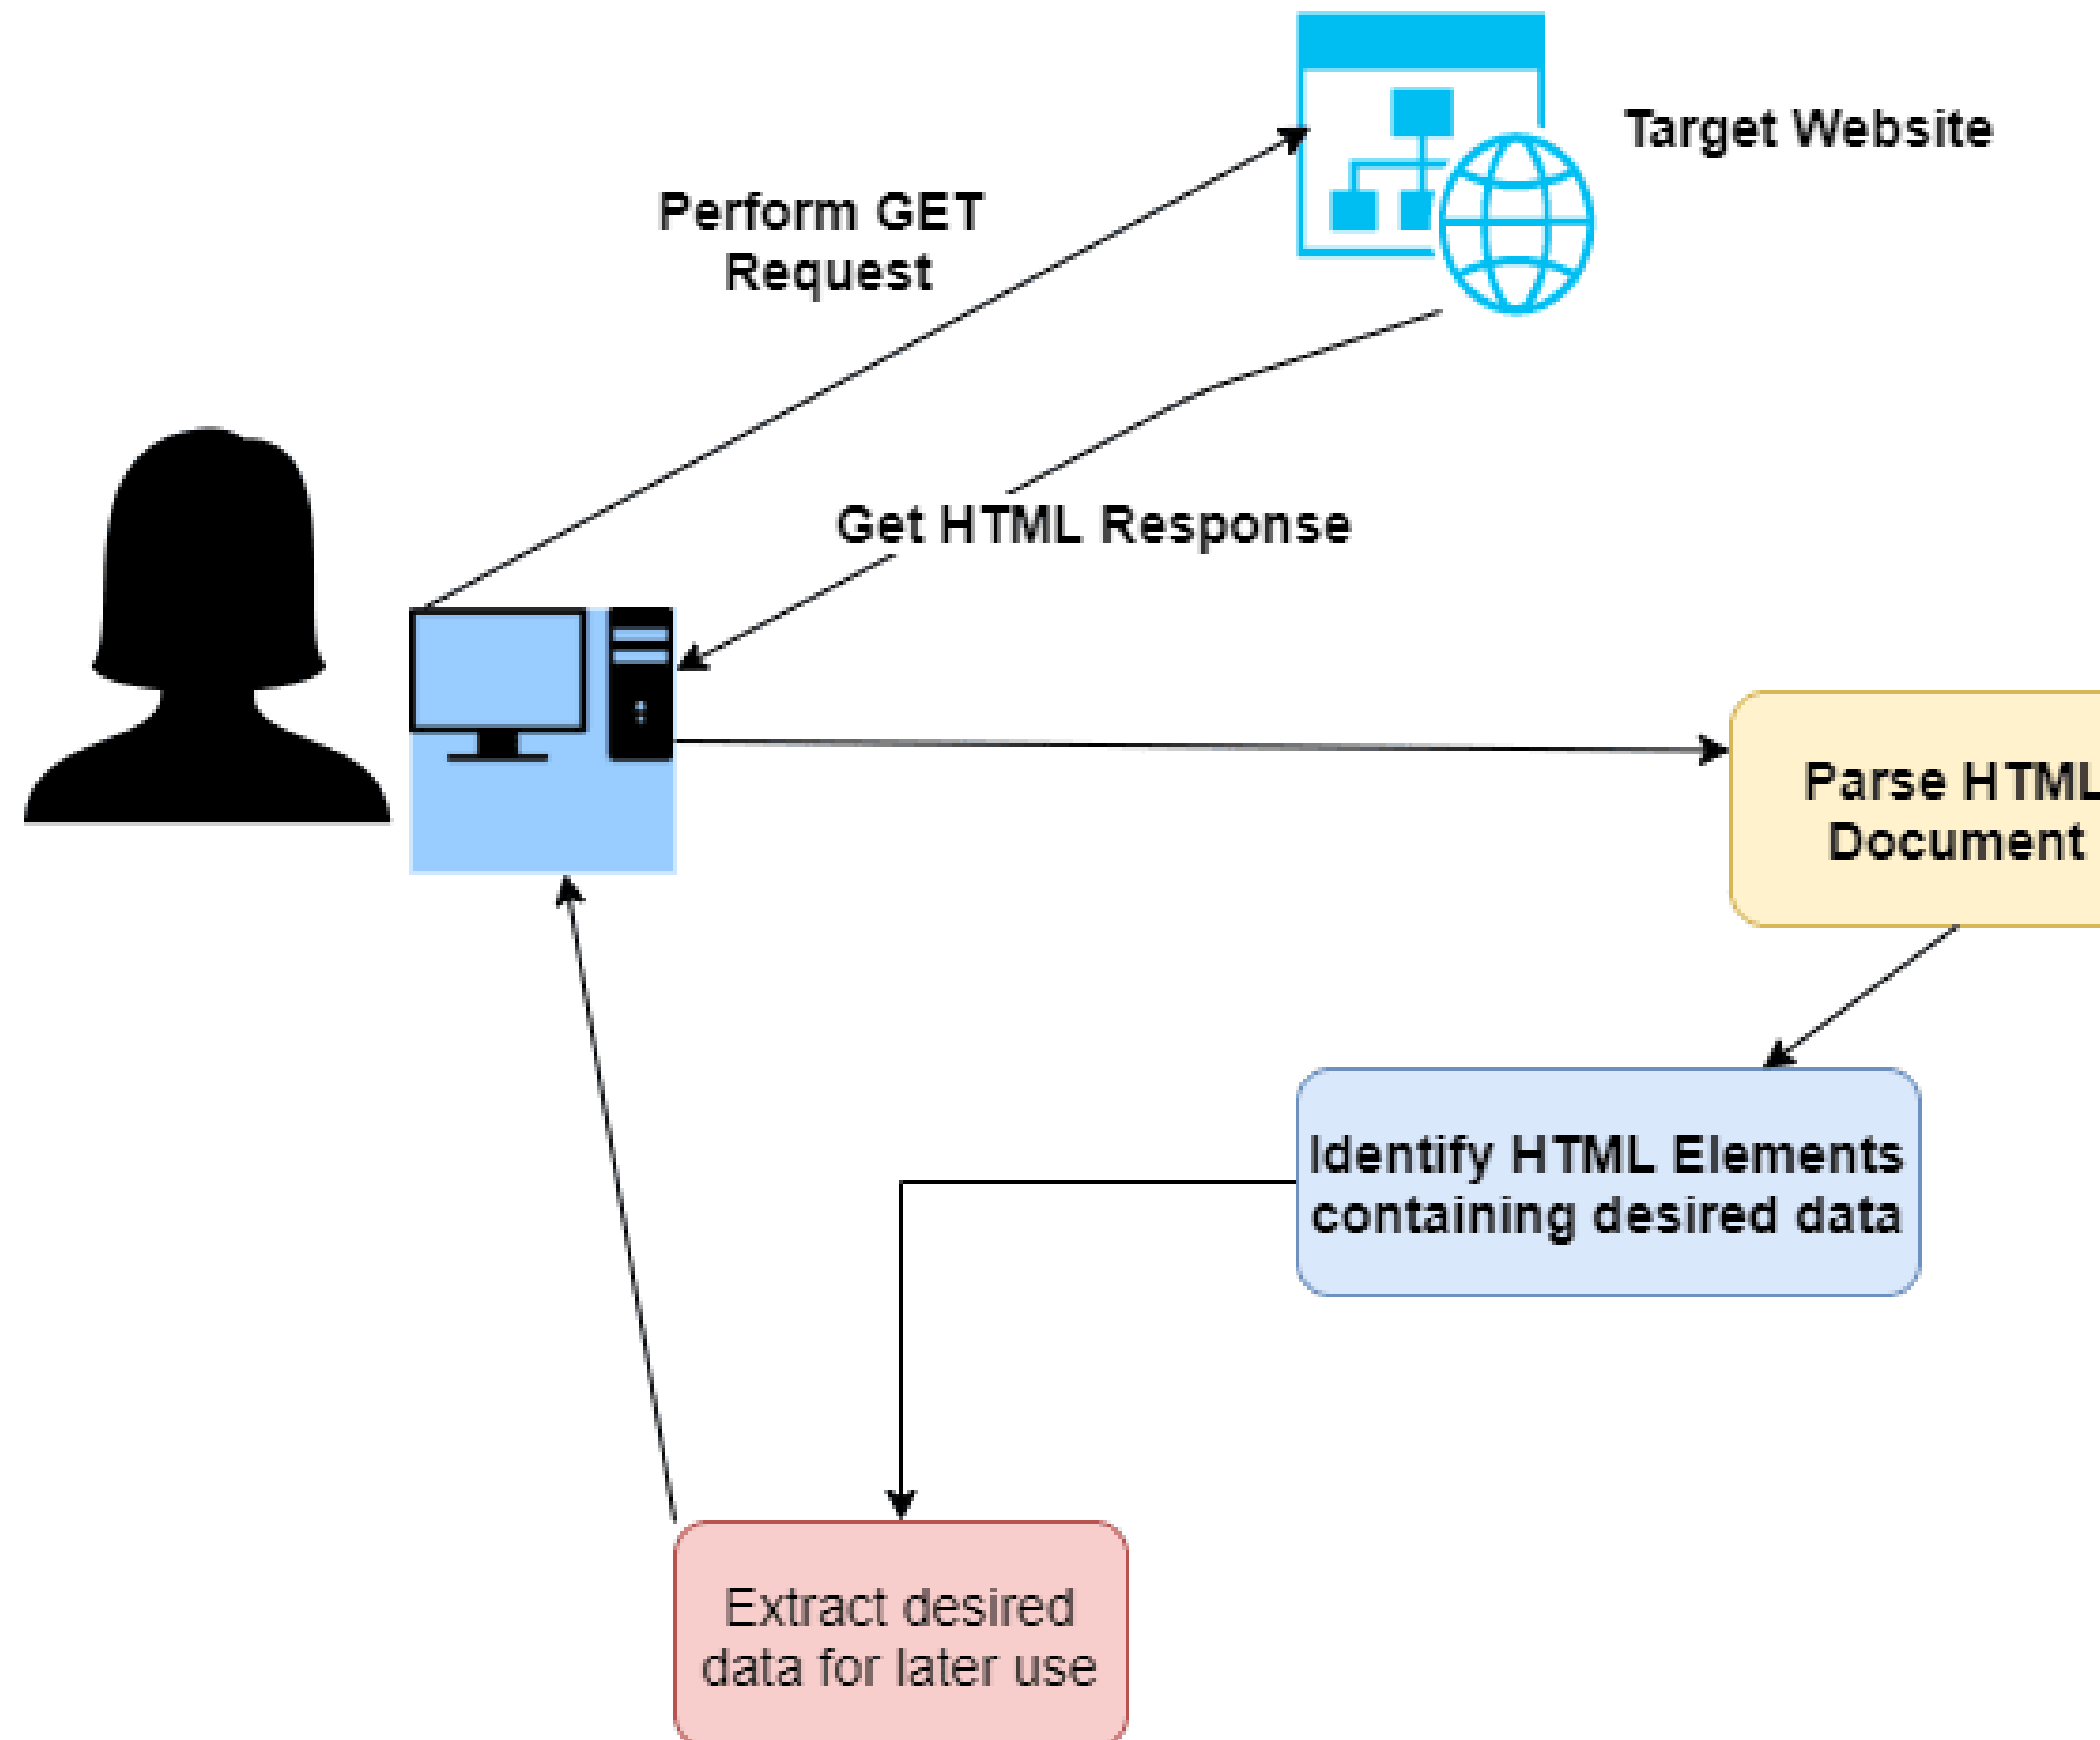 Target Website
Perform GET
Request
Get HTML Response
Parse HTML
Document
Identify HTML Elements
containing desired data
Extract desired
data for later use